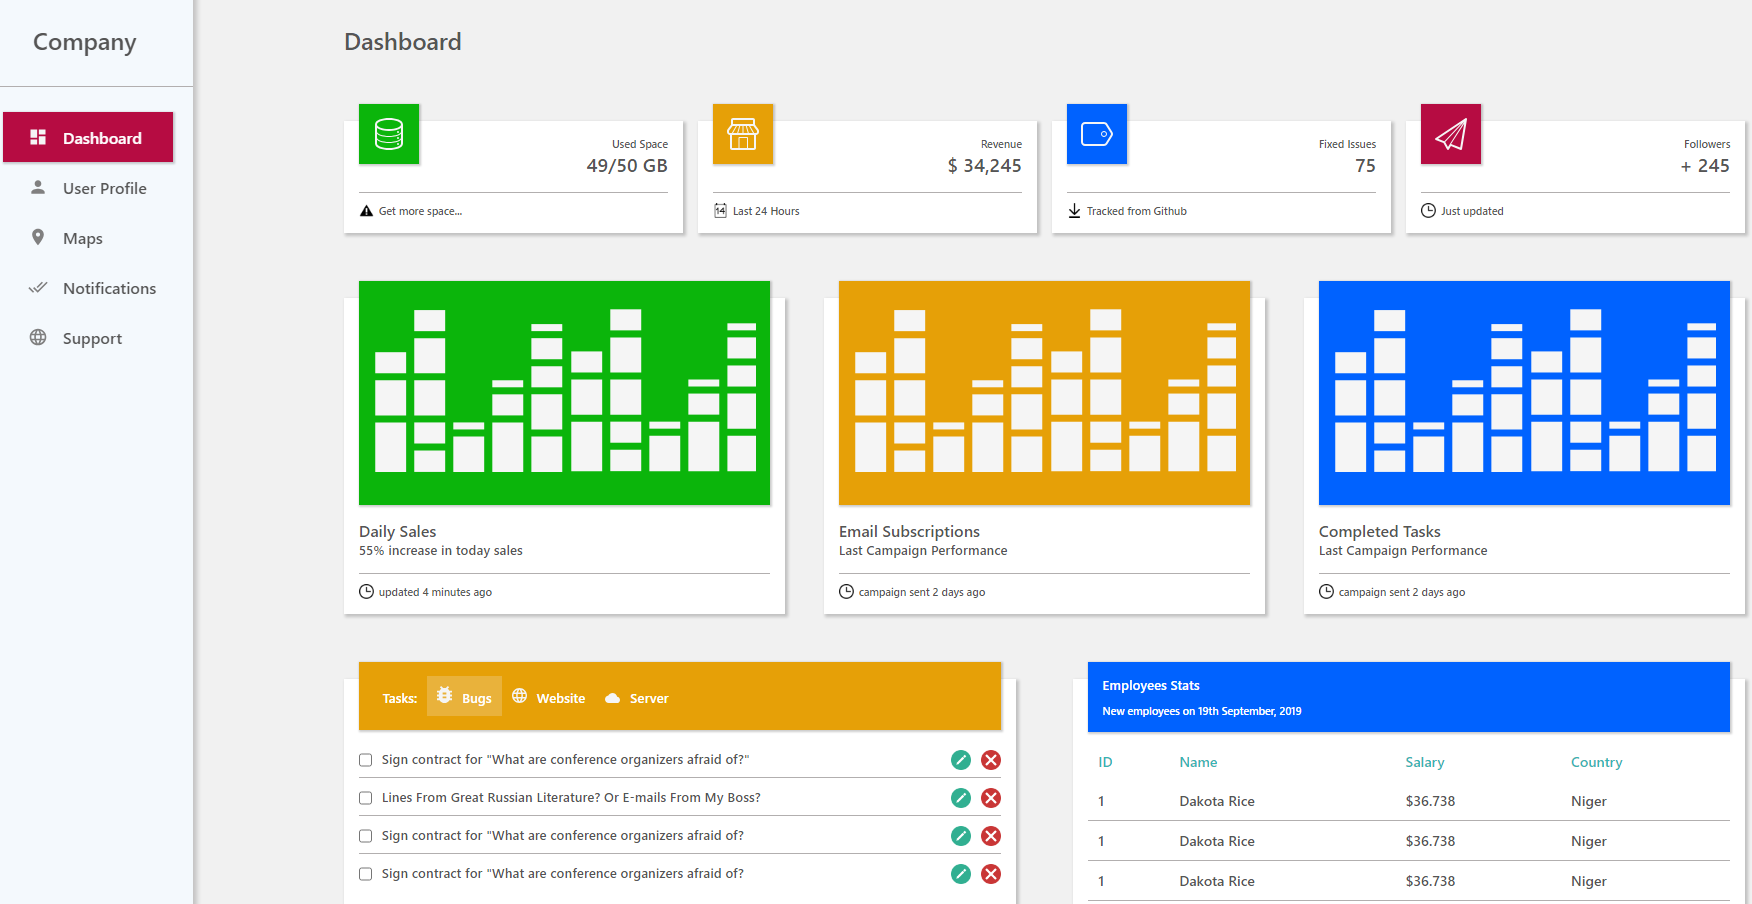 Company
Dashboard
Dashboard
User Profile
Maps
Notifications
Support
Used Space
49/50 GB
Get more space...
Revenue
$ 34,245
14 Last 24 Hours
Fixed Issues
75
Tracked from Github
Followers
+ 245
Just updated
Daily Sales
55% increase in today sales
updated 4 minutes ago
Email Subscriptions
Last Campaign Performance
campaign sent 2 days ago
Completed Tasks
Last Campaign Performance
campaign sent 2 days ago
Tasks: Bugs Website Server
Sign contract for "What are conference organizers afraid of?"
Lines From Great Russian Literature? Or E-mails From My Boss?
Sign contract for "What are conference organizers afraid of?
Sign contract for "What are conference organizers afraid of?
Employees Stats
New employees on 19th September, 2019
ID Name Salary Country
1 Dakota Rice $36.738 Niger
1 Dakota Rice $36.738 Niger
1 Dakota Rice $36.738 Niger